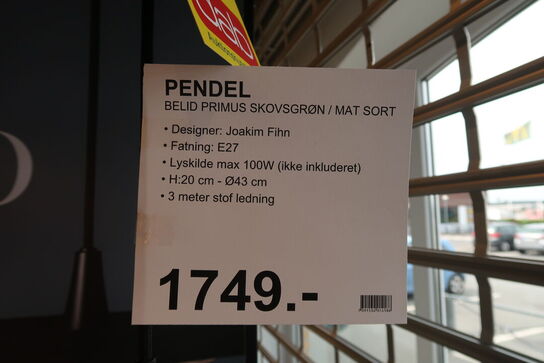 PENDEL
BELID PRIMUS SKOVSGRØN / MAT SORT
• Designer: Joakim Fihn
• Fatning: E27
• Lyskilde max 100W (ikke inkluderet)
• H:20 cm - Ø43 cm
• 3 meter stof ledning
1749.-